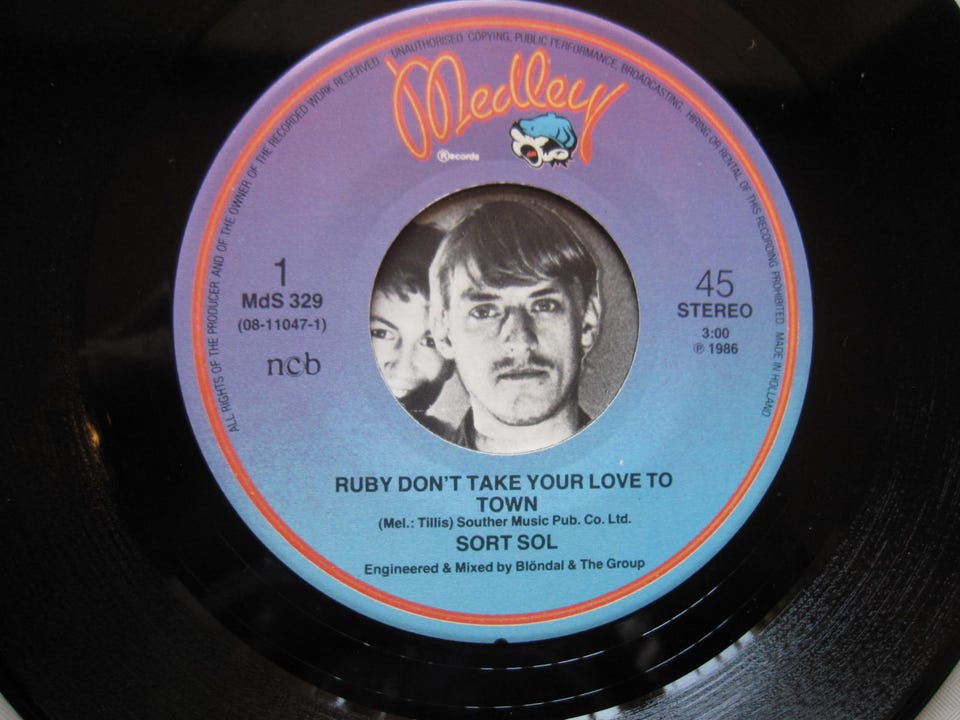 ALL RIGHTS OF THE PRODUCER AND OF THE OWNER OF THE RECORDED WORK RESERVED. UNAUTHORISED COPYING, PUBLIC PERFORMANCE, BROADCASTING, HIRING OR RENTAL OF THIS RECORDING PROHIBITED. MADE IN HOLLAND
Medley
Records
1
MdS 329
(08-11047-1)
ncb
45
STEREO
3:00
℗ 1986
RUBY DON'T TAKE YOUR LOVE TO
TOWN
(Mel.: Tillis) Souther Music Pub. Co. Ltd.
SORT SOL
Engineered & Mixed by Blöndal & The Group